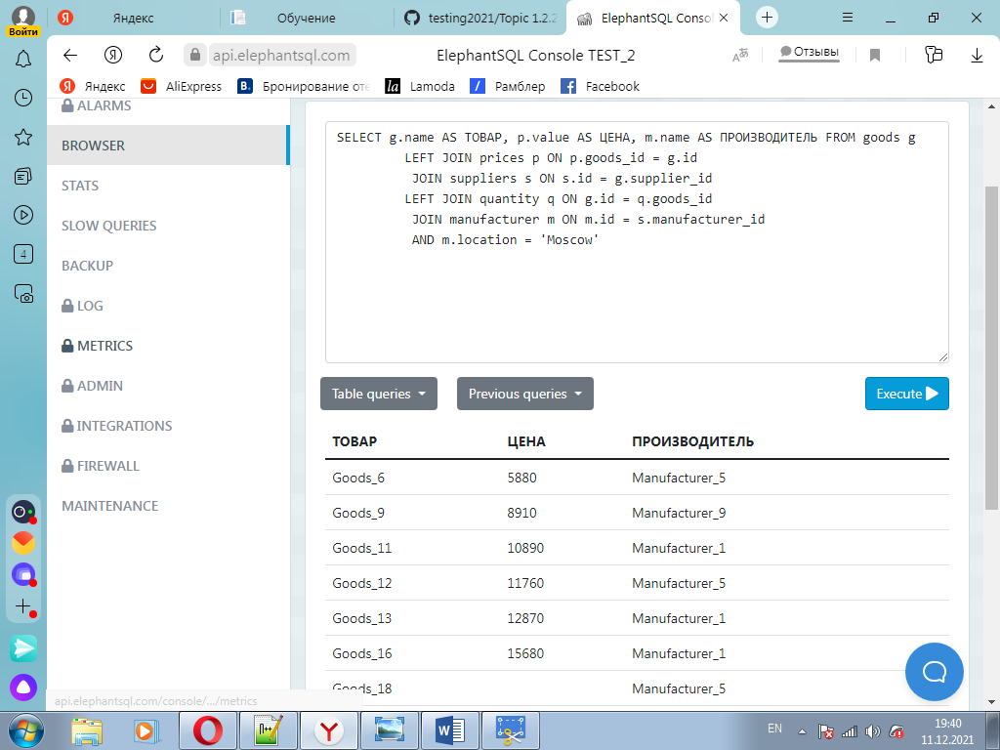 Яндекс
Обучение
testing2021/Topic 1.2.2
ElephantSQL Consol
Войти
api.elephantsql.com
ElephantSQL Console TEST_2
Отзывы
Яндекс
AliExpress
B.
Бронирование оте
la
Lamoda
Рамблер
Facebook
ALARMS
BROWSER
STATS
SLOW QUERIES
BACKUP
LOG
METRICS
ADMIN
INTEGRATIONS
FIREWALL
MAINTENANCE
4
SELECT g.name AS ТОВАР, p.value AS ЦЕНА, m.name AS ПРОИЗВОДИТЕЛЬ FROM goods g
LEFT JOIN prices p ON p.goods_id = g.id
JOIN suppliers s ON s.id = g.supplier_id
LEFT JOIN quantity q ON g.id = q.goods_id
JOIN manufacturer m ON m.id = s.manufacturer_id
AND m.location = 'Moscow'
Table queries
Previous queries
Execute
ТОВАР ЦЕНА ПРОИЗВОДИТЕЛЬ
Goods_6 5880 Manufacturer_5
Goods_9 8910 Manufacturer_9
Goods_11 10890 Manufacturer_1
Goods_12 11760 Manufacturer_5
Goods_13 12870 Manufacturer_1
Goods_16 15680 Manufacturer_1
Goods_18 Manufacturer_5
api.elephantsql.com/console/.../metrics
EN
19:40
11.12.2021